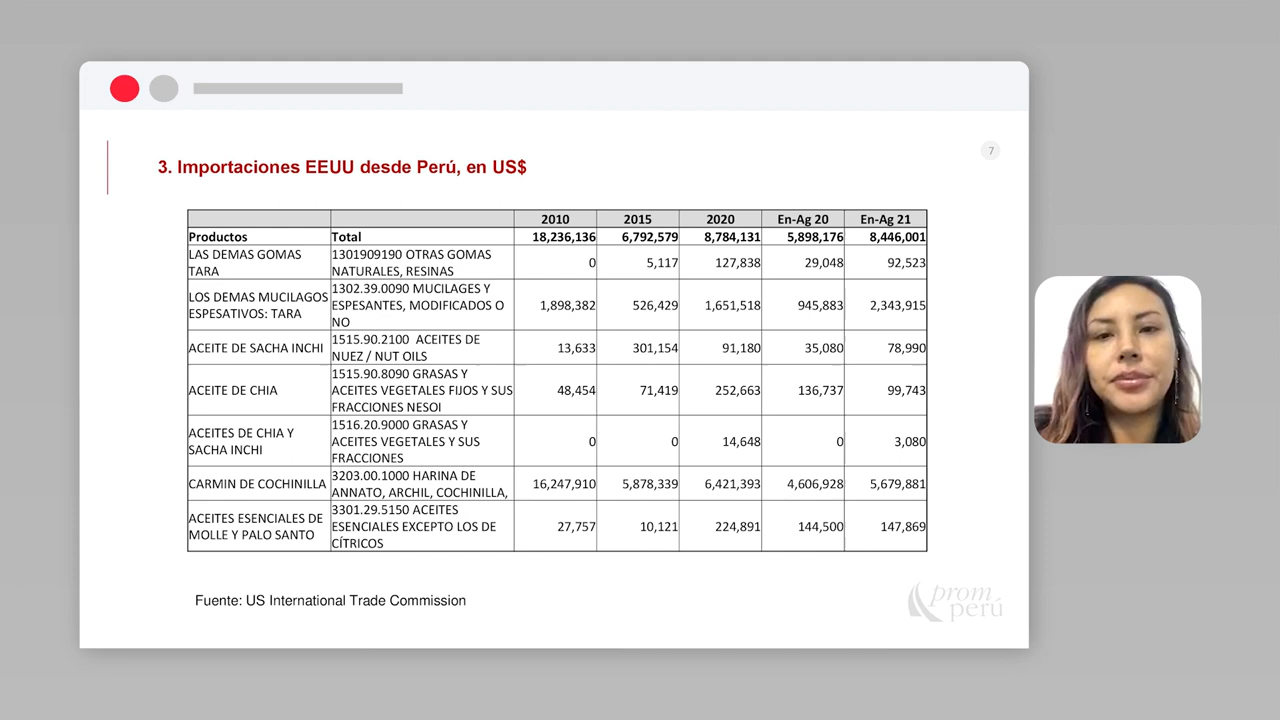 7
3. Importaciones EEUU desde Perú, en US$
2010 2015 2020 En-Ag 20 En-Ag 21
Productos Total 18,236,136 6,792,579 8,784,131 5,898,176 8,446,001
LAS DEMAS GOMAS
TARA
1301909190 OTRAS GOMAS
NATURALES, RESINAS
0 5,117 127,838 29,048 92,523
LOS DEMAS MUCILAGOS
ESPESATIVOS: TARA
1302.39.0090 MUCILAGES Y
ESPESANTES, MODIFICADOS O
NO
1,898,382 526,429 1,651,518 945,883 2,343,915
ACEITE DE SACHA INCHI
1515.90.2100 ACEITES DE
NUEZ / NUT OILS
13,633 301,154 91,180 35,080 78,990
ACEITE DE CHIA
1515.90.8090 GRASAS Y
ACEITES VEGETALES FIJOS Y SUS
FRACCIONES NESOI
48,454 71,419 252,663 136,737 99,743
ACEITES DE CHIA Y
SACHA INCHI
1516.20.9000 GRASAS Y
ACEITES VEGETALES Y SUS
FRACCIONES
0 0 14,648 0 3,080
CARMIN DE COCHINILLA
3203.00.1000 HARINA DE
ANNATO, ARCHIL, COCHINILLA,
16,247,910 5,878,339 6,421,393 4,606,928 5,679,881
ACEITES ESENCIALES DE
MOLLE Y PALO SANTO
3301.29.5150 ACEITES
ESENCIALES EXCEPTO LOS DE
CÍTRICOS
27,757 10,121 224,891 144,500 147,869
Fuente: US International Trade Commission
prom
perú